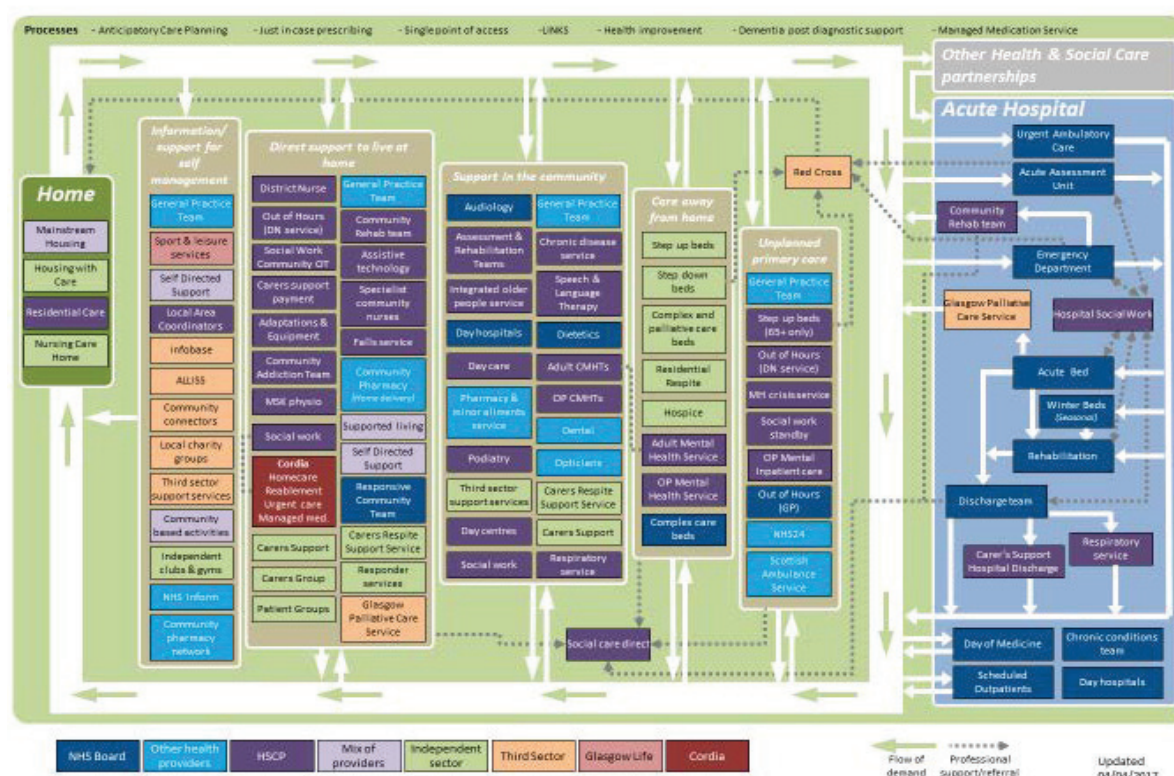 Processes - Anticipatory Care Planning - Just in case prescribing - Single point of access -LINKS - Health improvement - Dementia post diagnostic support - Managed Medication Service
Home
Mainstream
Housing
Housing with
Care
Residential Care
Nursing Care
Home
Information/
support for self
management
General Practice
Team
Sport & leisure
services
Self Directed
Support
Local Area
Coordinators
infobase
ALLISS
Community
connectors
Local charity
groups
Third sector
support services
Community
based activities
Independent
clubs & gyms
NHS Inform
Community
pharmacy
network
Direct support to live at
home
District Nurse
Out of Hours
(DN service)
Social Work
Community OT
Carers support
payment
Adaptations &
Equipment
Community
Addiction Team
MSK physio
Social work
Cordia
Homecare
Reablement
Urgent care
Managed med.
Carers Support
Carers Group
Patient Groups
General Practice
Team
Community
Rehab team
Assistive
technology
Specialist
community
nurses
Falls service
Community
Pharmacy
(Home delivery)
Supported living
Self Directed
Support
Responsive
Community
Team
Carers Respite
Support Service
Responder
services
Glasgow
Palliative Care
Service
Support in the community
Audiology
Assessment &
Rehabilitation
Teams
Integrated older
people service
Day hospitals
Day care
Pharmacy &
minor aliments
service
Podiatry
Third sector
support services
Day centres
Social work
General Practice
Team
Chronic disease
service
Speech &
Language
Therapy
Dietetics
Adult CMHTs
OP CMHTs
Dental
Opticians
Carers Respite
Support Service
Carers Support
Respiratory
service
Care away
from home
Step up beds
Step down
beds
Complex and
palliative care
beds
Residential
Respite
Hospice
Adult Mental
Health Service
OP Mental
Health Service
Complex care
beds
Unplanned
primary care
General Practice
Team
Step up beds
(65+ only)
Out of Hours
(DN service)
MH crisis service
Social work
standby
OP Mental
Inpatient care
Out of Hours
(GP)
NHS24
Scottish
Ambulance
Service
Red Cross
Social care direct
Other Health & Social Care
partnerships
Acute Hospital
Urgent Ambulatory
Care
Acute Assessment
Unit
Community
Rehab team
Emergency
Department
Glasgow Palliative
Care Service
Hospital Social Work
Acute Bed
Winter Beds
(Seasonal)
Rehabilitation
Discharge team
Carer's Support
Hospital Discharge
Respiratory
service
Day of Medicine
Chronic conditions
team
Scheduled
Outpatients
Day hospitals
NHS Board
Other health
providers
HSCP
Mix of
providers
Independent
sector
Third Sector
Glasgow Life
Cordia
Flow of
demand
Professional
support/referral
Updated